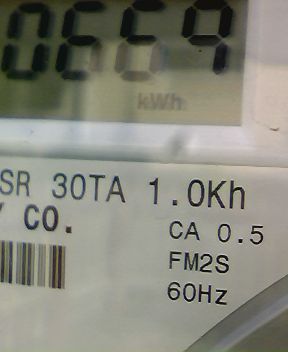 kWh
SR 30TA 1.0Kh
Y CO.
CA 0.5
FM2S
60Hz